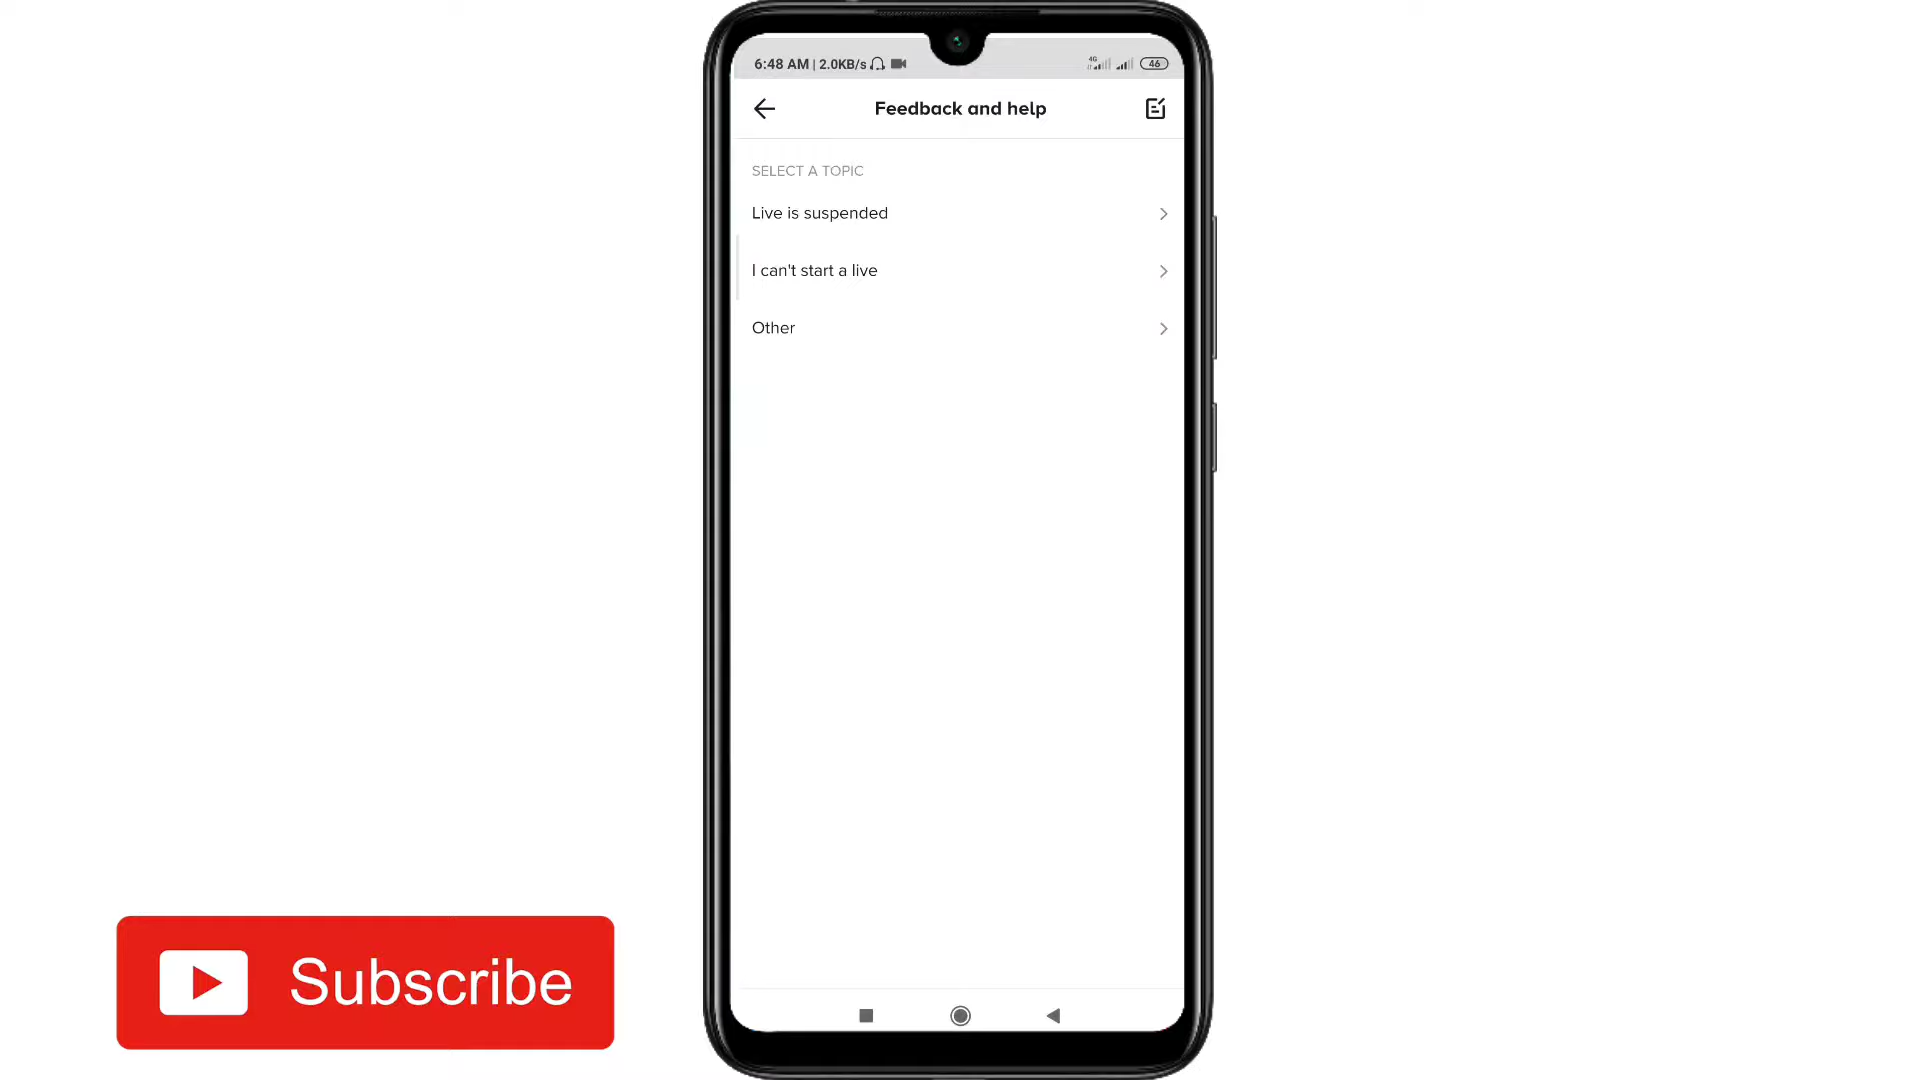 6:48 AM | 2.0KB/s 4G 46
Feedback and help
SELECT A TOPIC
Live is suspended
I can't start a live
Other
Subscribe